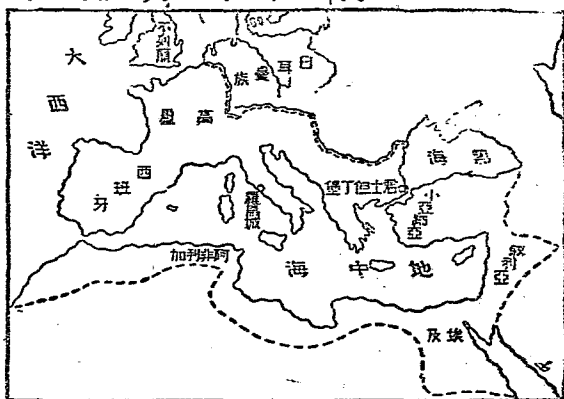 不列顛
大西洋
日耳曼族
高盧
黑海
西班牙
羅馬城
君士但丁堡
小亞細亞
叙利亞
阿非利加
地中海
埃及